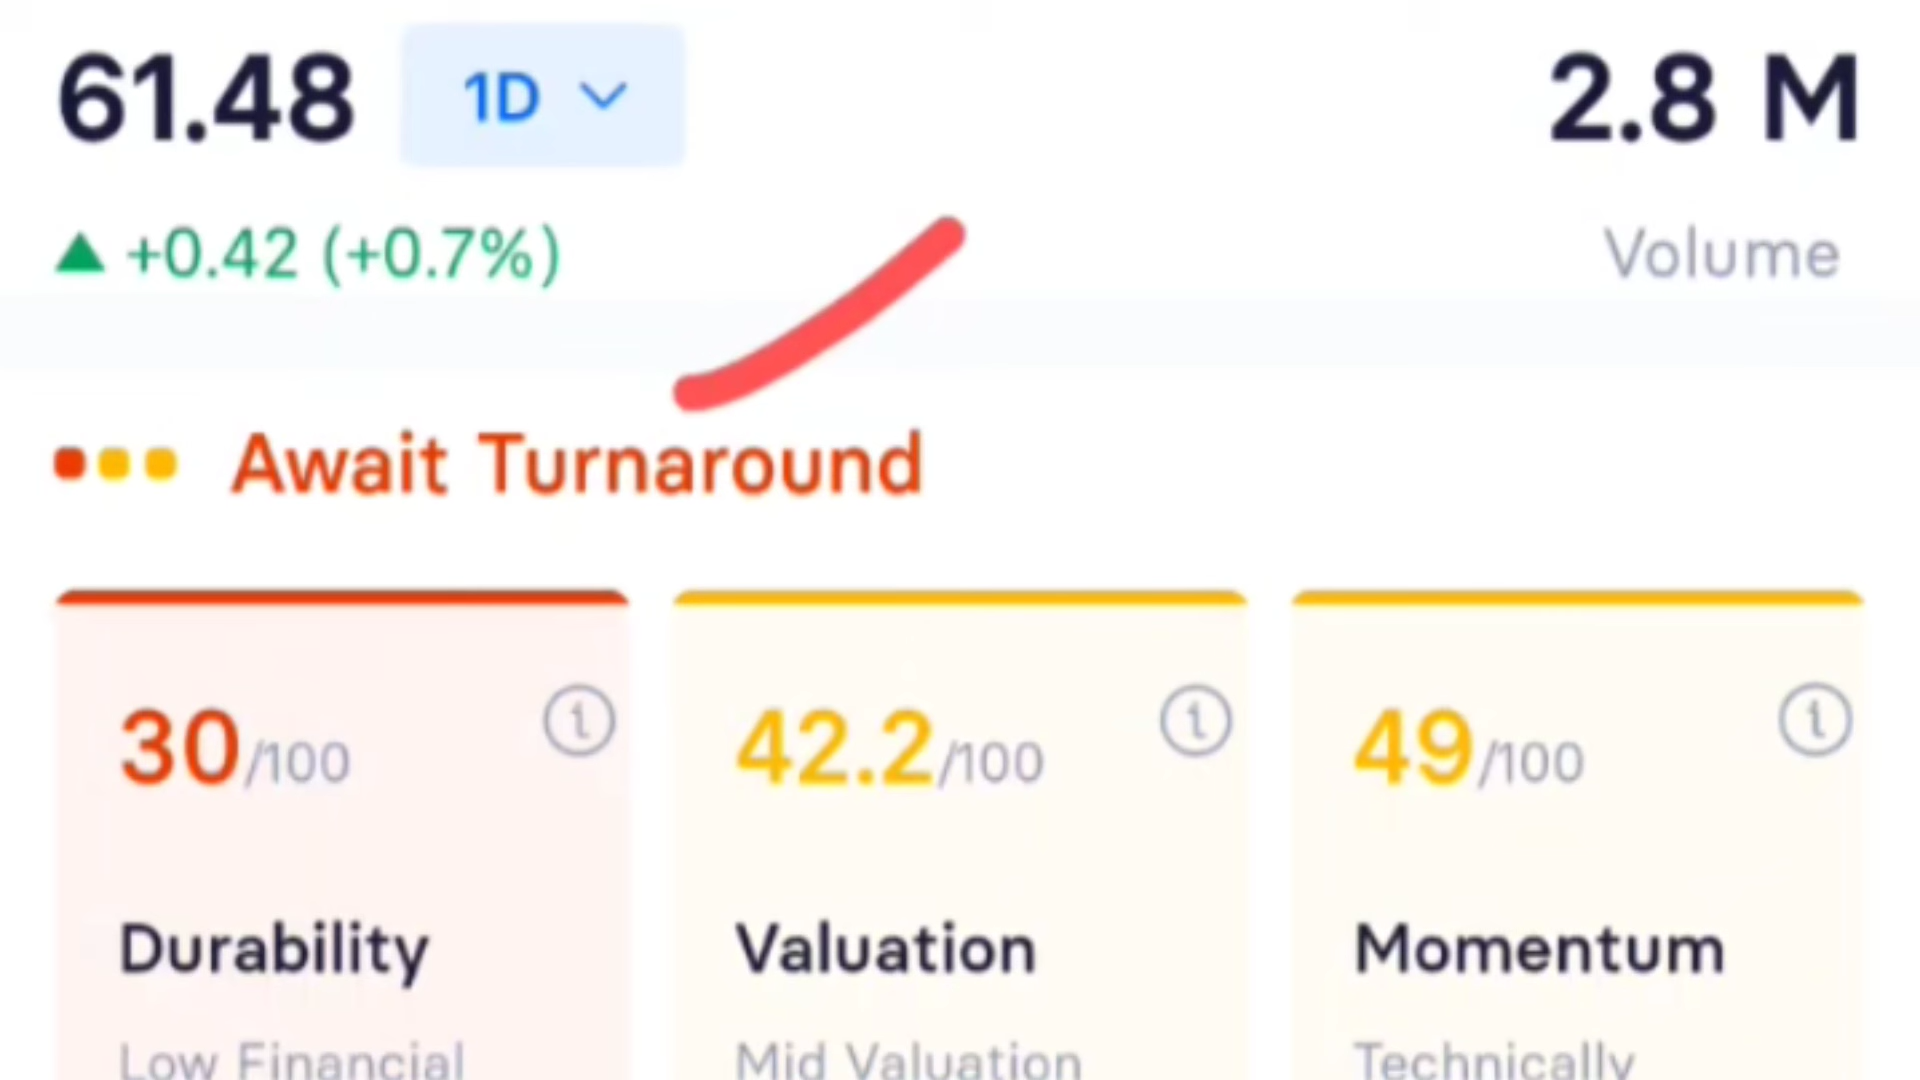 61.48 1D 2.8 M
▲ +0.42 (+0.7%) Volume
Await Turnaround
30/100 42.2/100 49/100
Durability Valuation Momentum
Low Financial Mid Valuation Technically